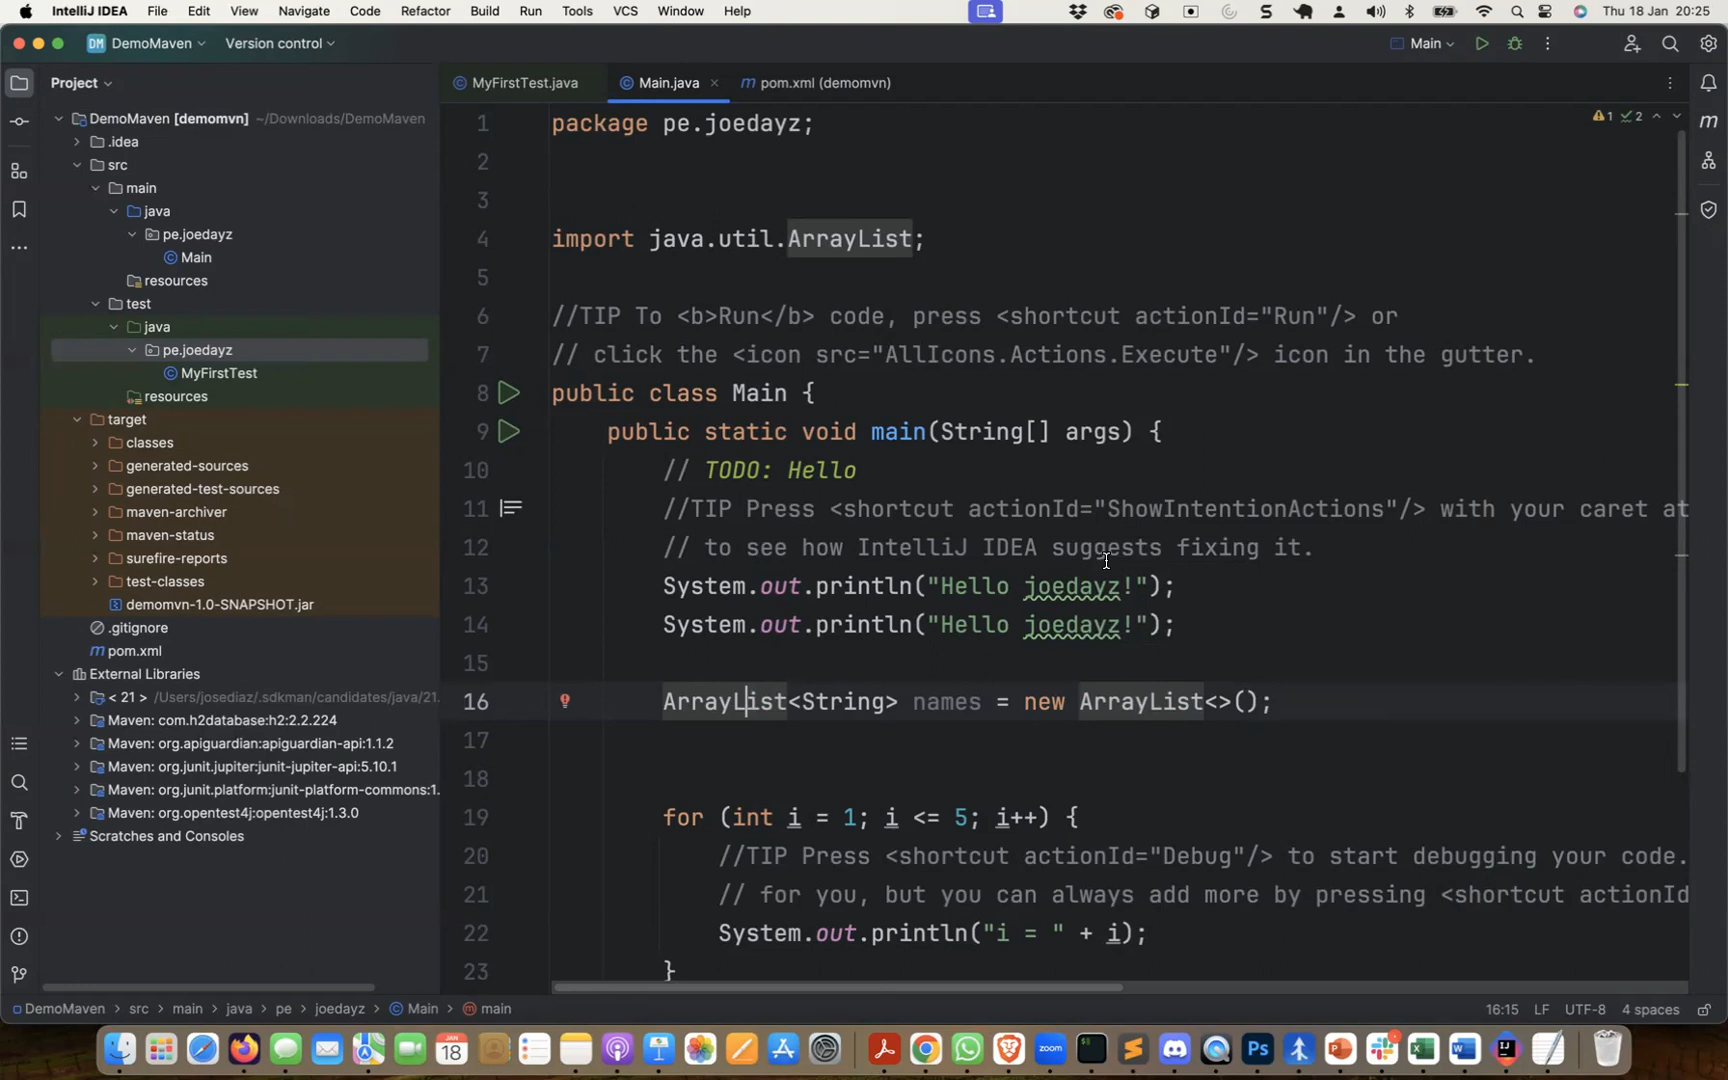 IntelliJ IDEA File Edit View Navigate Code Refactor Build Run Tools VCS Window Help Thu 18 Jan 20:25
DM DemoMaven Version control Main
Project
MyFirstTest.java Main.java pom.xml (demomvn)
DemoMaven [demomvn] ~/Downloads/DemoMaven
.idea
src
main
java
pe.joedayz
Main
resources
test
java
pe.joedayz
MyFirstTest
resources
target
classes
generated-sources
generated-test-sources
maven-archiver
maven-status
surefire-reports
test-classes
demomvn-1.0-SNAPSHOT.jar
.gitignore
pom.xml
External Libraries
< 21 > /Users/josediaz/.sdkman/candidates/java/21.
Maven: com.h2database:h2:2.2.224
Maven: org.apiguardian:apiguardian-api:1.1.2
Maven: org.junit.jupiter:junit-jupiter-api:5.10.1
Maven: org.junit.platform:junit-platform-commons:1.
Maven: org.opentest4j:opentest4j:1.3.0
Scratches and Consoles
1 package pe.joedayz;
2
3
4 import java.util.ArrayList;
5
6 //TIP To <b>Run</b> code, press <shortcut actionId="Run"/> or
7 // click the <icon src="AllIcons.Actions.Execute"/> icon in the gutter.
8 public class Main {
9 public static void main(String[] args) {
10 // TODO: Hello
11 //TIP Press <shortcut actionId="ShowIntentionActions"/> with your caret at
12 // to see how IntelliJ IDEA suggests fixing it.
13 System.out.println("Hello joedayz!");
14 System.out.println("Hello joedayz!");
15
16 ArrayList<String> names = new ArrayList<>();
17
18
19 for (int i = 1; i <= 5; i++) {
20 //TIP Press <shortcut actionId="Debug"/> to start debugging your code.
21 // for you, but you can always add more by pressing <shortcut actionId
22 System.out.println("i = " + i);
23 }
1 2
DemoMaven > src > main > java > pe > joedayz > Main > main 16:15 LF UTF-8 4 spaces
JAN 18 zoom Ps